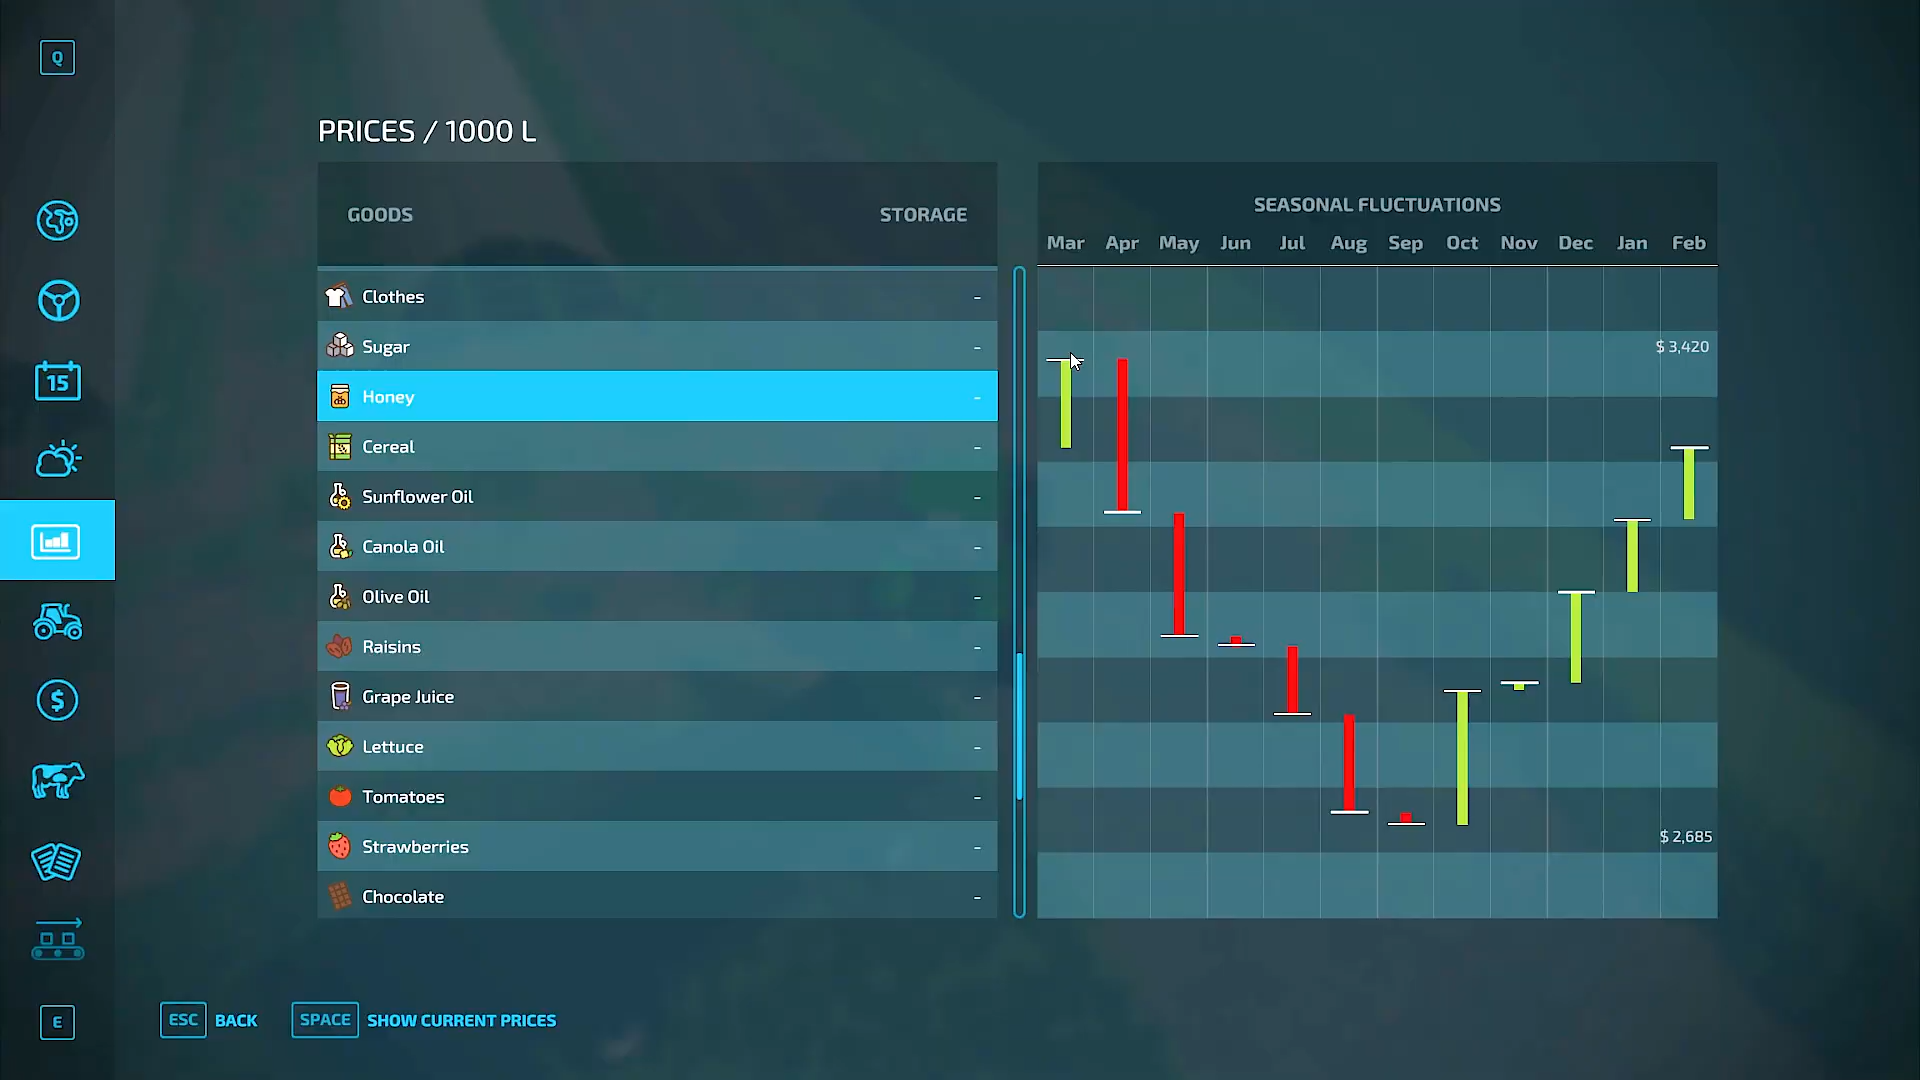 Q
PRICES / 1000 L
GOODS
STORAGE
SEASONAL FLUCTUATIONS
Mar Apr May Jun Jul Aug Sep Oct Nov Dec Jan Feb
Clothes -
Sugar -
$ 3,420
15
Honey -
Cereal -
Sunflower Oil -
Canola Oil -
Olive Oil -
Raisins -
Grape Juice -
$
Lettuce -
Tomatoes -
Strawberries -
$ 2,685
Chocolate -
E
ESC BACK SPACE SHOW CURRENT PRICES